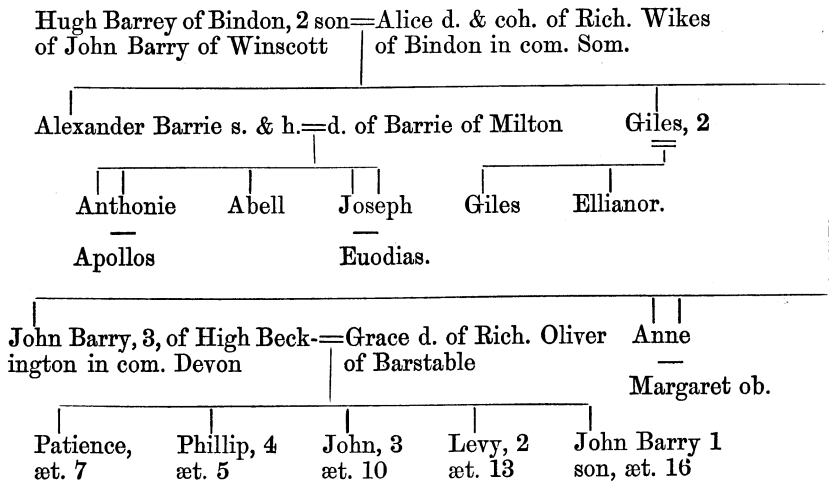 Hugh Barrey of Bindon, 2 son=Alice d. & coh. of Rich. Wikes
of John Barry of Winscott of Bindon in com. Som.
Alexander Barrie s. & h.=d. of Barrie of Milton Giles, 2
Anthonie Abell Joseph Giles Ellianor.
Apollos Euodias.
John Barry, 3, of High Beck-=Grace d. of Rich. Oliver Anne
ington in com. Devon of Barstable
Margaret ob.
Patience, Phillip, 4 John, 3 Levy, 2 John Barry 1
æt. 7 æt. 5 æt. 10 æt. 13 son, æt. 16